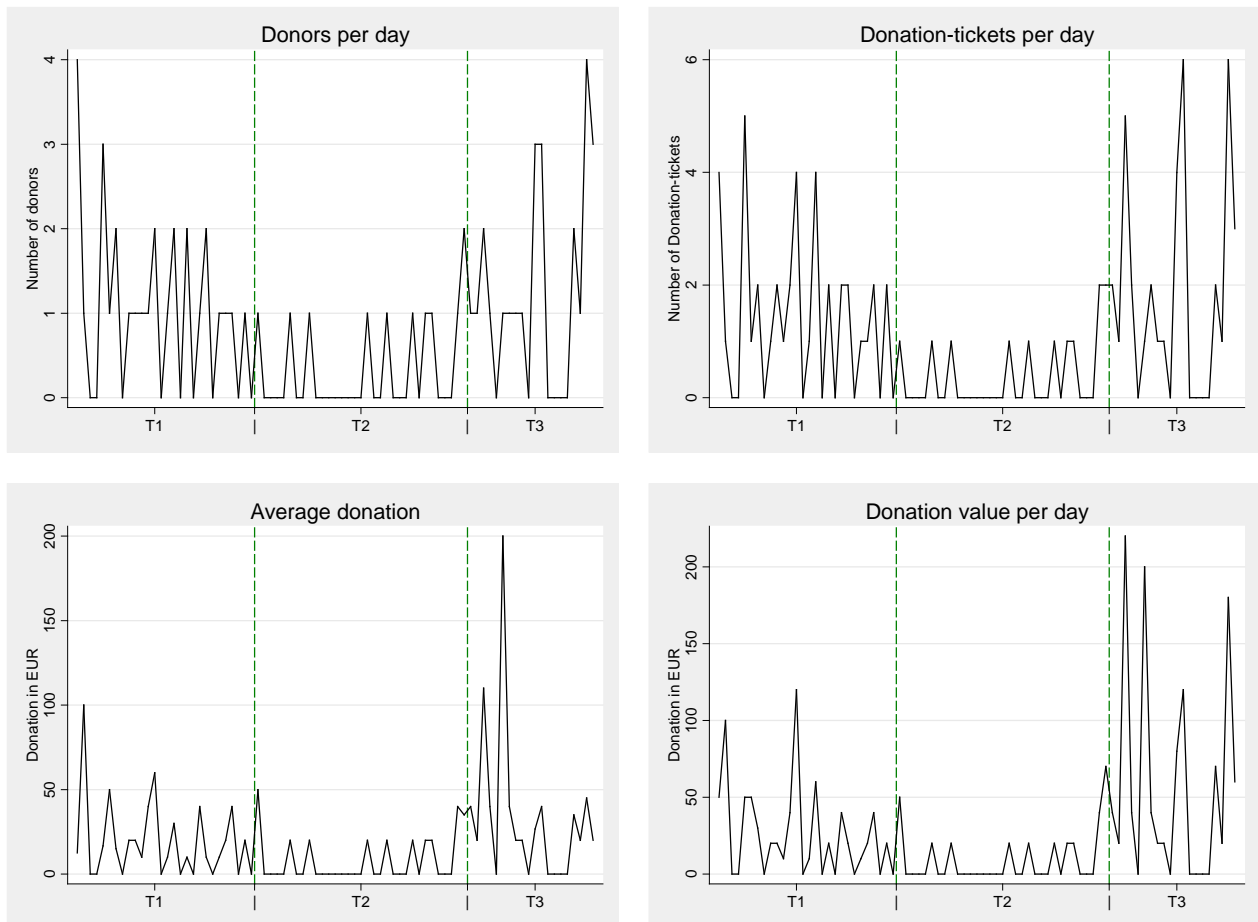 Donors per day
Number of donors
4
3
2
1
0
T1 | T2 | T3
Donation-tickets per day
Number of Donation-tickets
6
4
2
0
T1 | T2 | T3
Average donation
Donation in EUR
200
150
100
50
0
T1 | T2 | T3
Donation value per day
Donation in EUR
200
150
100
50
0
T1 | T2 | T3